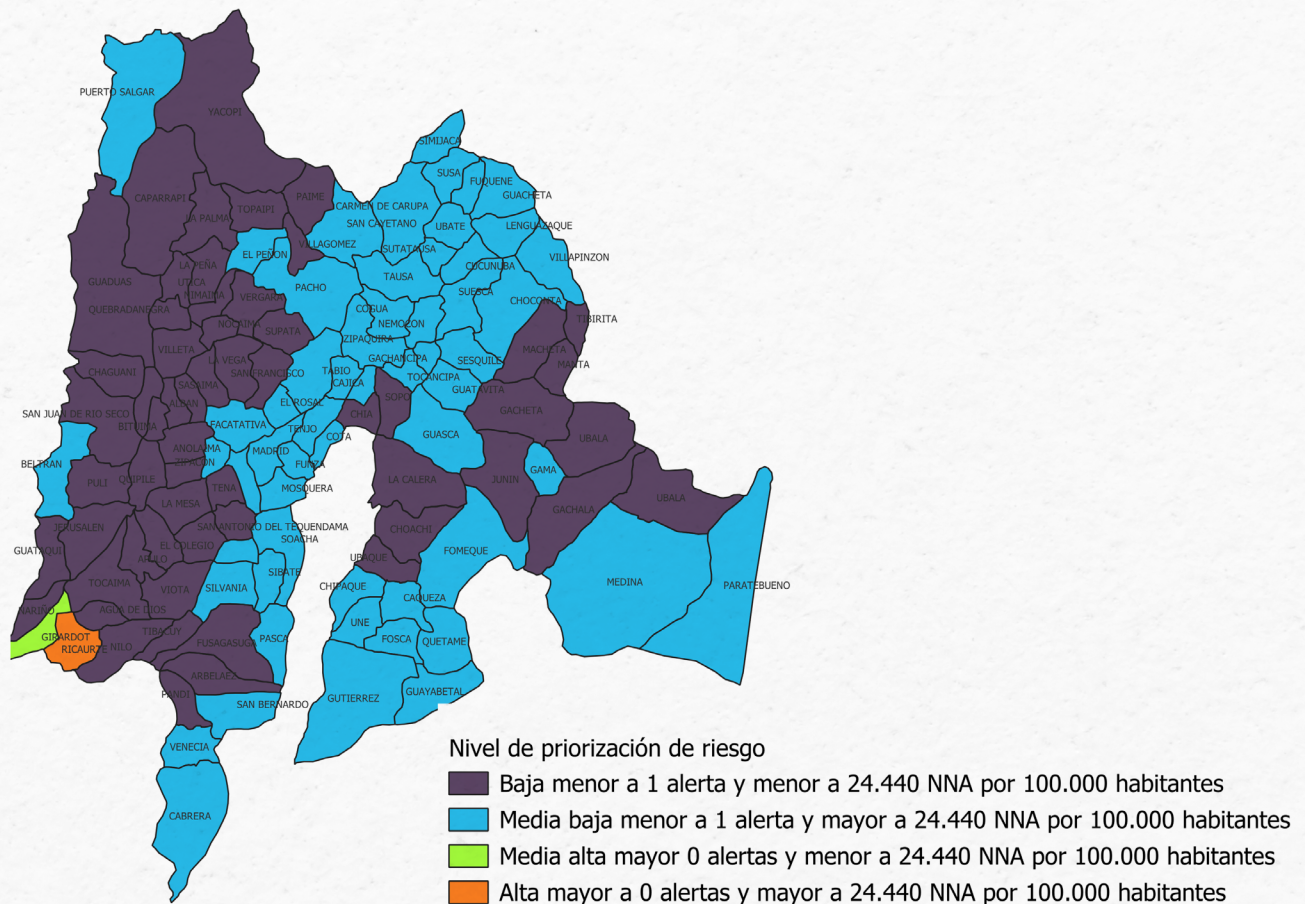 PUERTO SALGAR
YACOPI
SIMIJACA
SUSA
FUQUENE
GUACHETA
CAPARRAPI
PAIME
TOPAIPI
LA PALMA
CARMEN DE CARUPA
SAN CAYETANO
UBATE
LENGUAZAQUE
VILLAGOMEZ
SUTATAUSA
EL PEÑON
VILLAPINZON
LA PEÑA
CUCUNUBA
TAUSA
GUADUAS
UTICA
PACHO
SUESCA
NIMAIMA
VERGARA
CHOCONTA
QUEBRADANEGRA
COGUA
NEMOZON
TIBIRITA
NOCAIMA
SUPATA
ZIPAQUIRA
VILLETA
MACHETA
LA VEGA
GACHANCIPA
SESQUILE
MANTA
CHAGUANI
SAN FRANCISCO
TABIO
TOCANCIPA
SASAIMA
CAJICA
GUATAVITA
SOPO
ALBAN
EL ROSAL
GACHETA
SAN JUAN DE RIO SECO
CHIA
BITUIMA
FACATATIVA
TENJO
COTA
GUASCA
UBALA
ANOLAIMA
MADRID
ZIPACON
FUNZA
BELTRAN
GAMA
PULI
QUIPILE
LA CALERA
JUNIN
TENA
MOSQUERA
UBALA
LA MESA
GACHALA
JERUSALEN
SAN ANTONIO DEL TEQUENDAMA
CHOACHI
SOACHA
EL COLEGIO
GUATAQUI
FOMEQUE
APULO
UBAQUE
SIBATE
TOCAIMA
VIOTA
SILVANIA
CHIPAQUE
MEDINA
PARATEBUENO
CAQUEZA
NARIÑO
AGUA DE DIOS
UNE
TIBACUY
GIRARDOT
PASCA
FOSCA
QUETAME
FUSAGASUGA
RICAURTE
NILO
ARBELAEZ
GUAYABETAL
PANDI
GUTIERREZ
SAN BERNARDO
VENECIA
CABRERA
Nivel de priorización de riesgo
Baja menor a 1 alerta y menor a 24.440 NNA por 100.000 habitantes
Media baja menor a 1 alerta y mayor a 24.440 NNA por 100.000 habitantes
Media alta mayor 0 alertas y menor a 24.440 NNA por 100.000 habitantes
Alta mayor a 0 alertas y mayor a 24.440 NNA por 100.000 habitantes